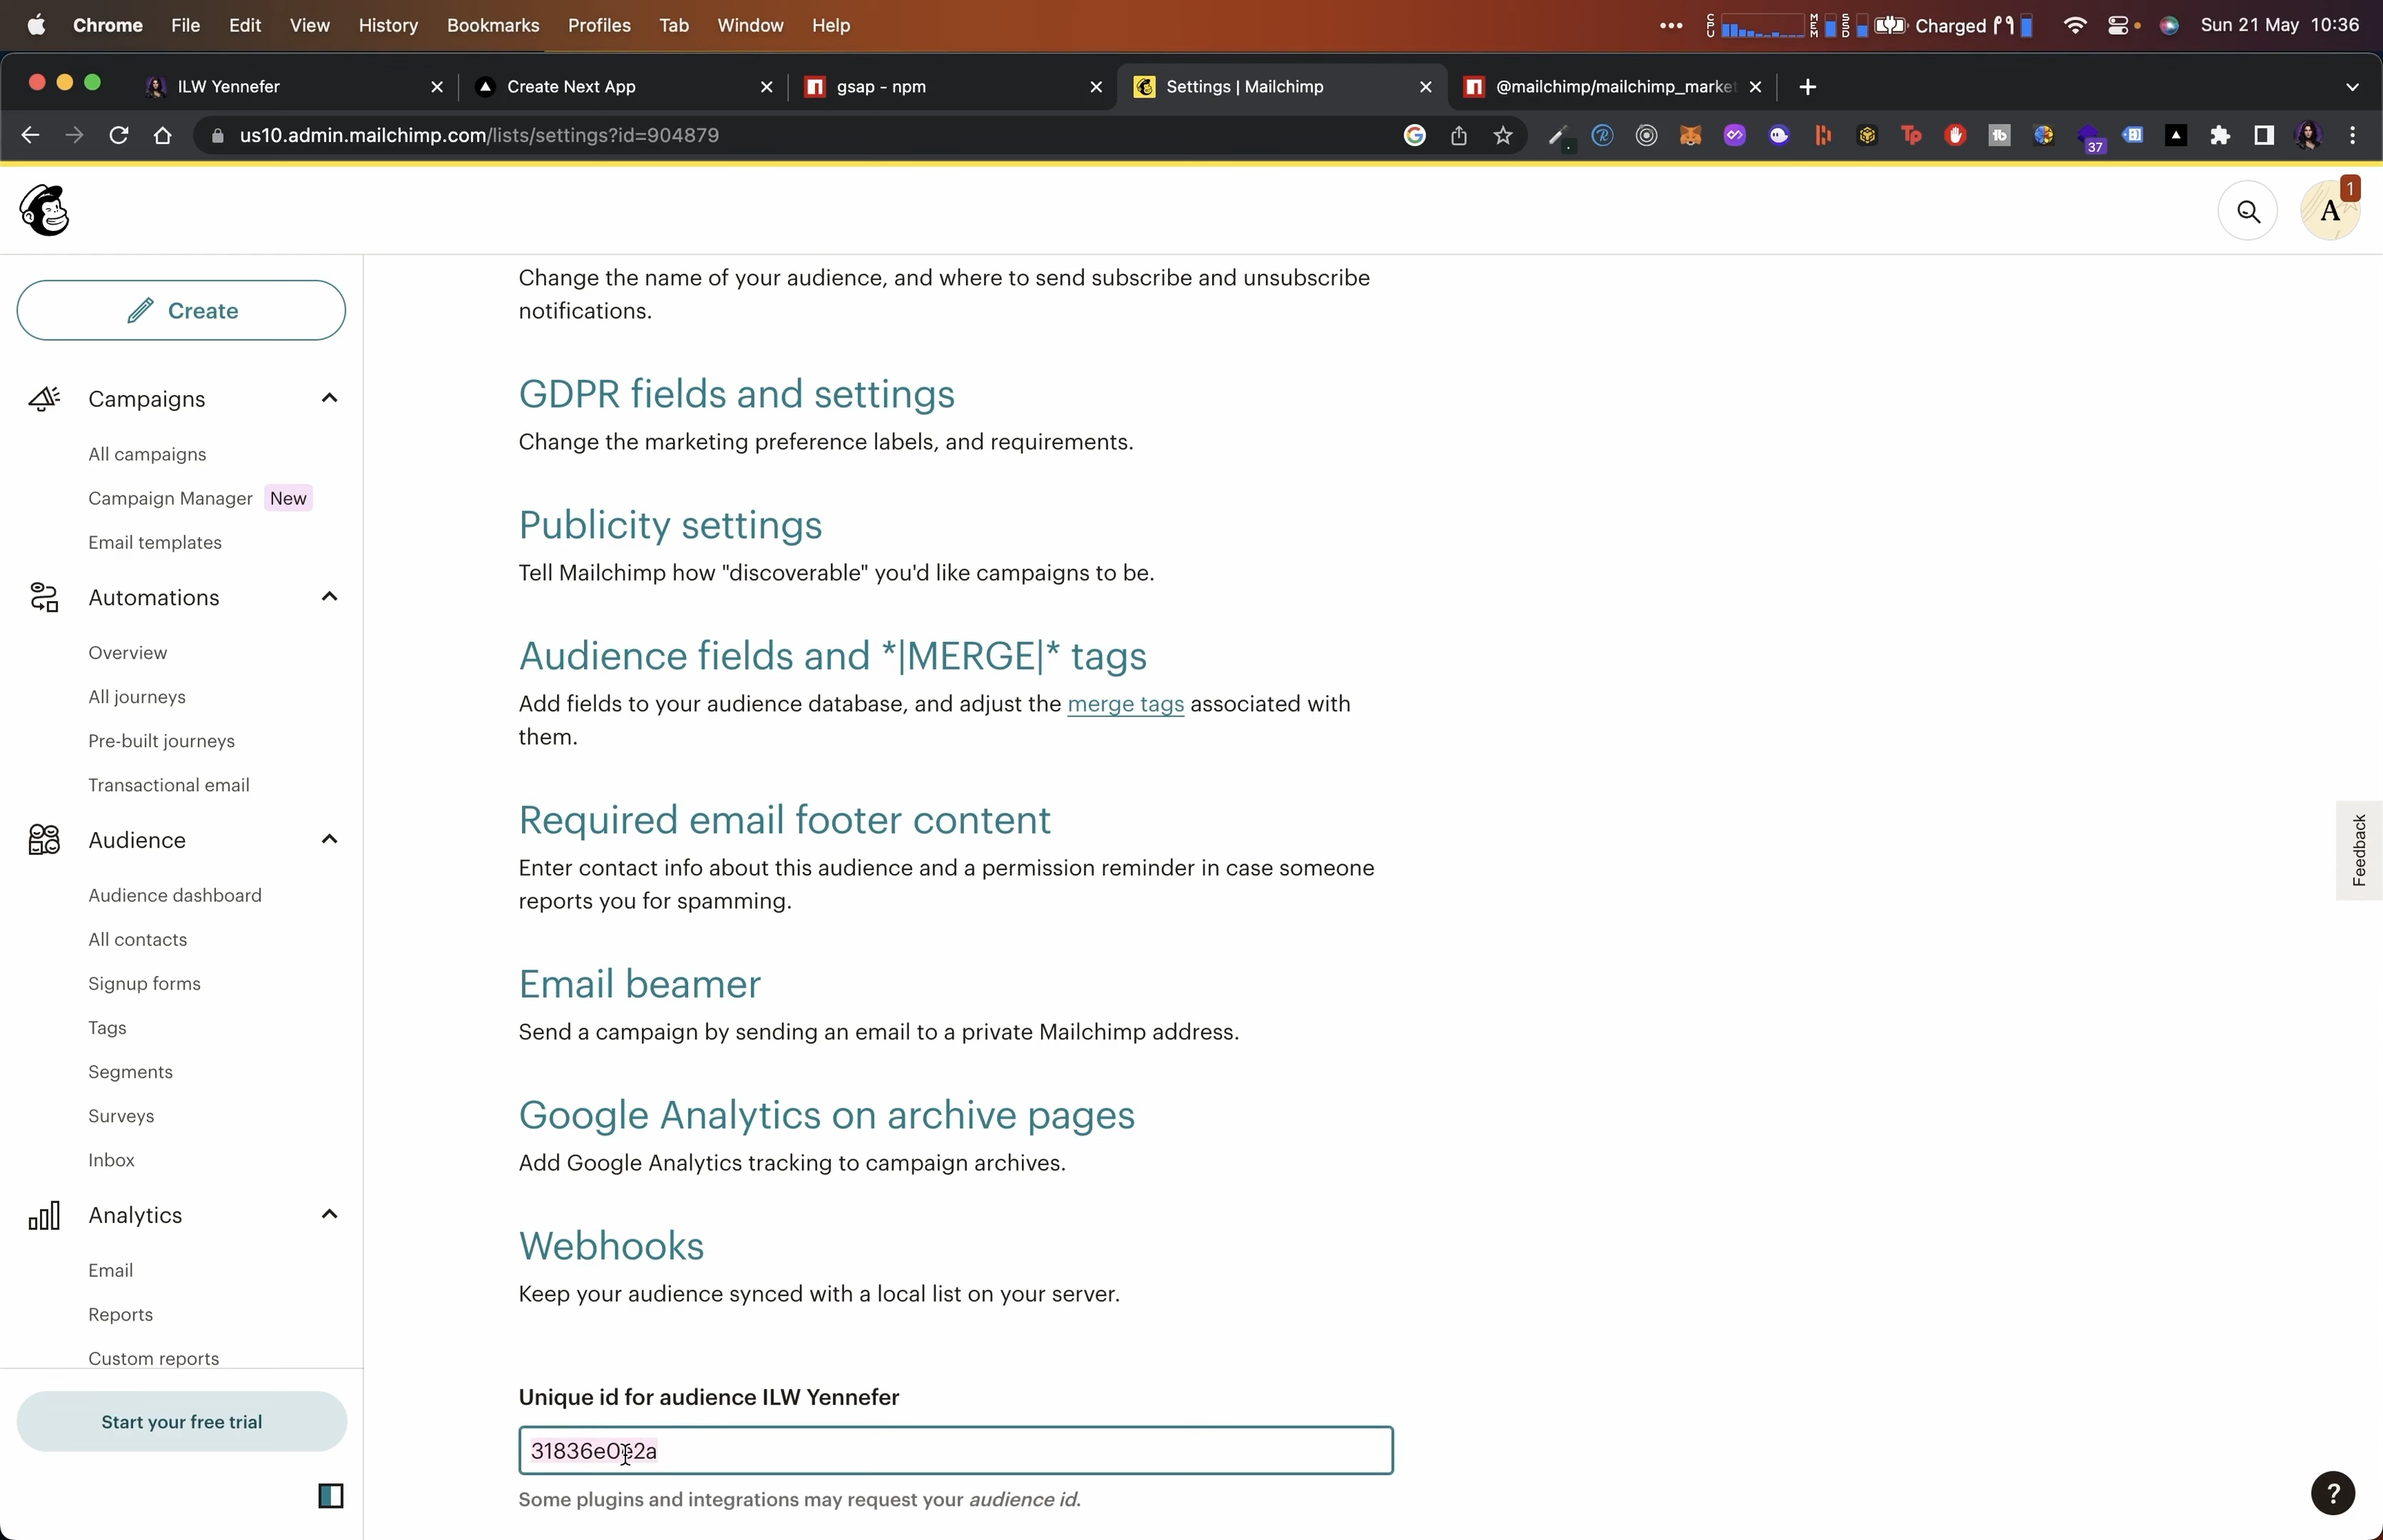 Chrome File Edit View History Bookmarks Profiles Tab Window Help ••• CPU MEM SSD Charged Sun 21 May 10:36
ILW Yennefer Create Next App gsap - npm Settings | Mailchimp @mailchimp/mailchimp_market
us10.admin.mailchimp.com/lists/settings?id=904879
37
A
1
Create
Campaigns
All campaigns
Campaign Manager New
Email templates
Automations
Overview
All journeys
Pre-built journeys
Transactional email
Audience
Audience dashboard
All contacts
Signup forms
Tags
Segments
Surveys
Inbox
Analytics
Email
Reports
Custom reports
Start your free trial
Change the name of your audience, and where to send subscribe and unsubscribe
notifications.
GDPR fields and settings
Change the marketing preference labels, and requirements.
Publicity settings
Tell Mailchimp how "discoverable" you'd like campaigns to be.
Audience fields and *|MERGE|* tags
Add fields to your audience database, and adjust the merge tags associated with
them.
Required email footer content
Enter contact info about this audience and a permission reminder in case someone
reports you for spamming.
Email beamer
Send a campaign by sending an email to a private Mailchimp address.
Google Analytics on archive pages
Add Google Analytics tracking to campaign archives.
Webhooks
Keep your audience synced with a local list on your server.
Unique id for audience ILW Yennefer
31836e0e2a
Some plugins and integrations may request your audience id.
Feedback
?